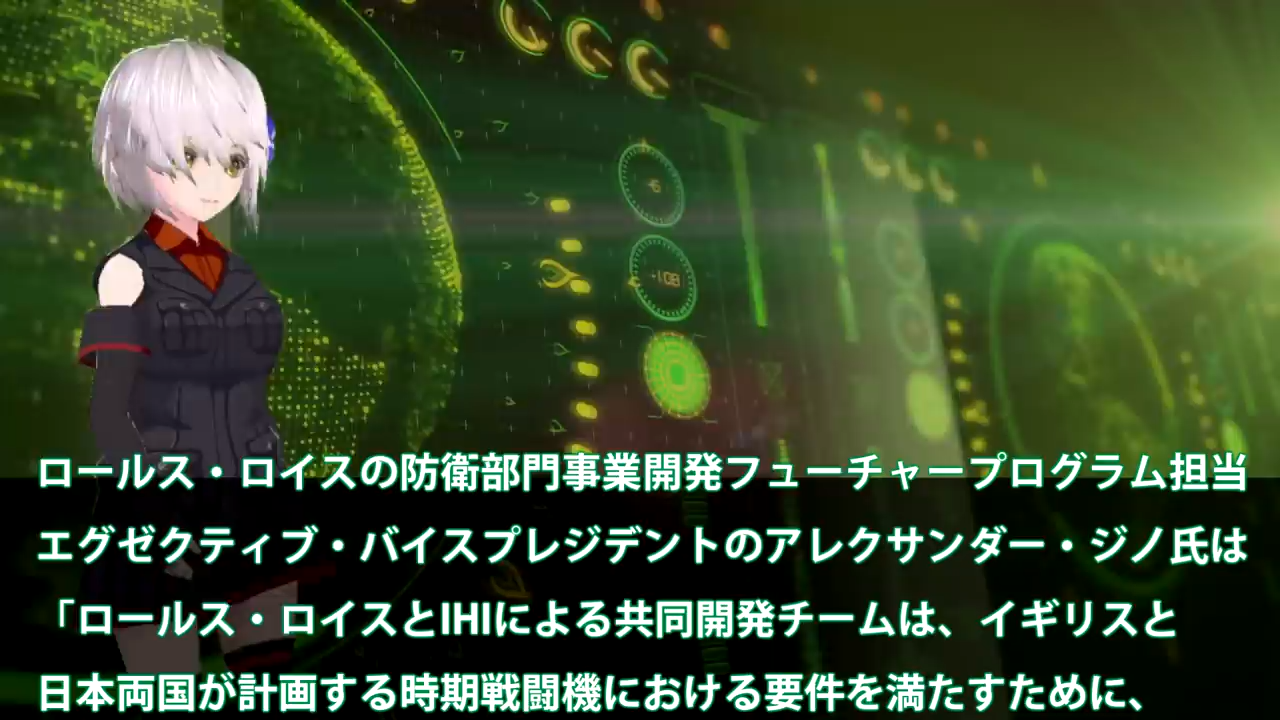 ロールス・ロイスの防衛部門事業開発フューチャープログラム担当
エグゼクティブ・バイスプレジデントのアレクサンダー・ジノ氏は
「ロールス・ロイスとIHIによる共同開発チームは、イギリスと
日本両国が計画する時期戦闘機における要件を満たすために、